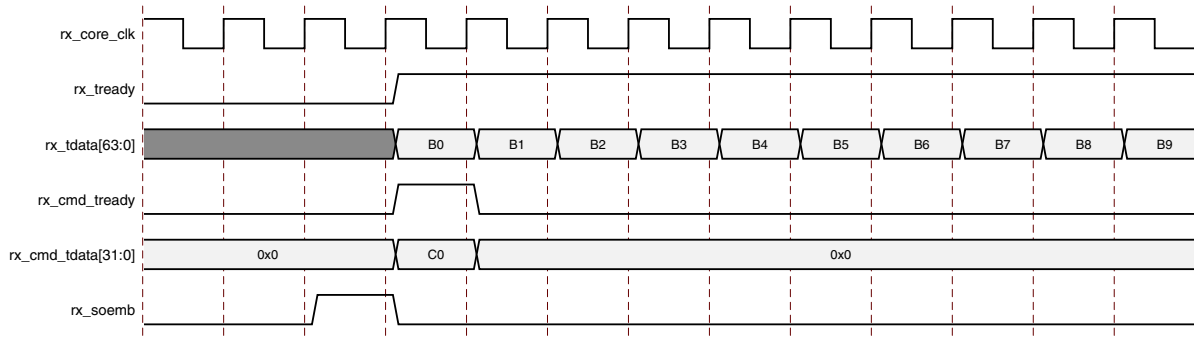 rx_core_clk
rx_tready
rx_tdata[63:0] B0 B1 B2 B3 B4 B5 B6 B7 B8 B9
rx_cmd_tready
rx_cmd_tdata[31:0] 0x0 C0 0x0
rx_soemb